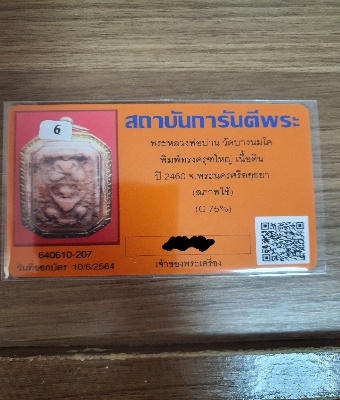 สถาบันการันตีพระ
6
พระหลวงพ่อปาน วัดบางนมโค
พิมพ์ทรงครุฑใหญ่ เนื้อดิน
ปี 2460 จ.พระนครศรีอยุธยา
(สภาพใช้)
(G 75%)
640610-207
วันที่ออกบัตร 10/6/2564
เจ้าของพระเครื่อง